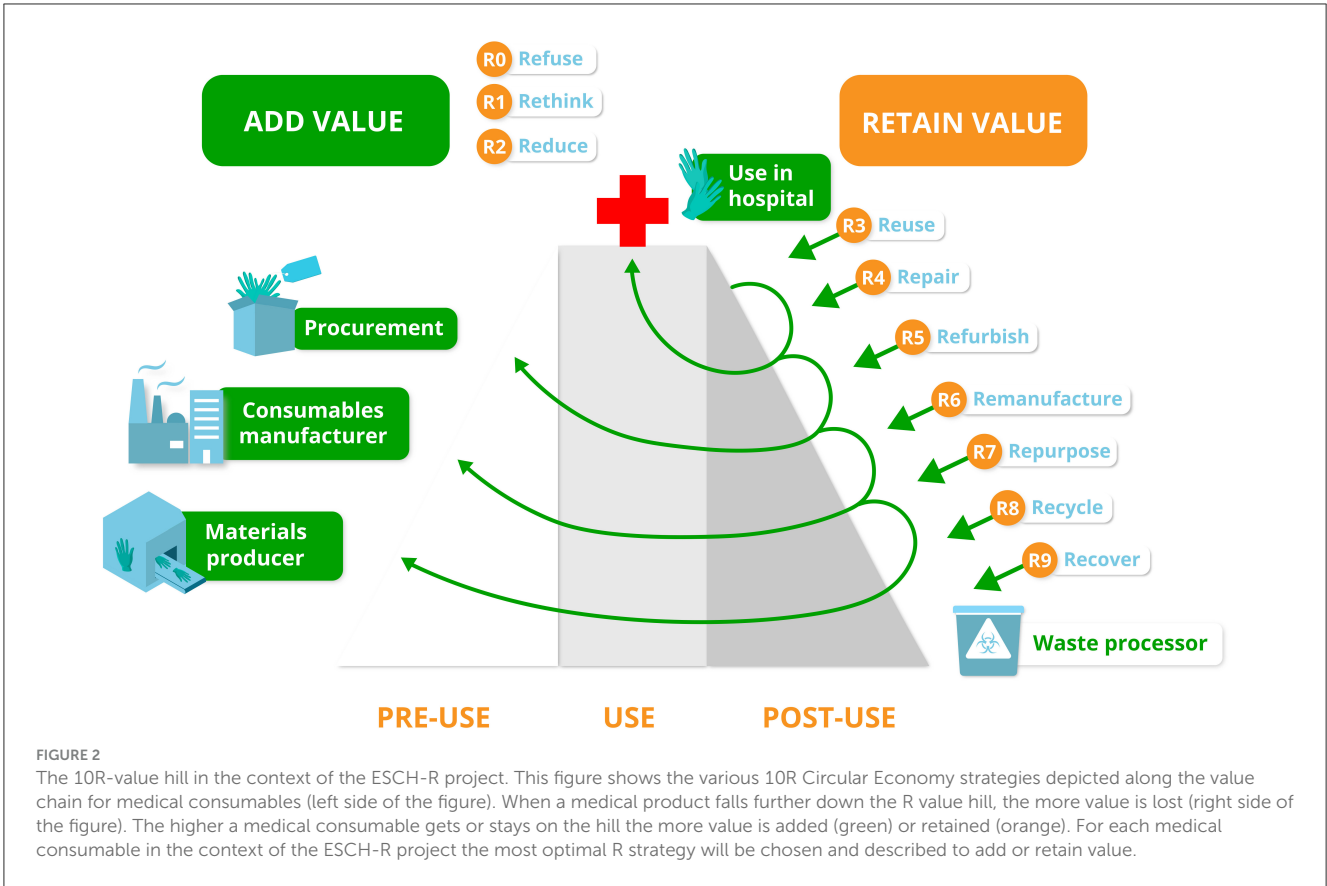 ADD VALUE
R0 Refuse
R1 Rethink
R2 Reduce
RETAIN VALUE
Use in
hospital
R3 Reuse
R4 Repair
R5 Refurbish
R6 Remanufacture
R7 Repurpose
R8 Recycle
R9 Recover
Procurement
Consumables
manufacturer
Materials
producer
Waste processor
PRE-USE
USE
POST-USE
FIGURE 2
The 10R-value hill in the context of the ESCH-R project. This figure shows the various 10R Circular Economy strategies depicted along the value
chain for medical consumables (left side of the figure). When a medical product falls further down the R value hill, the more value is lost (right side of
the figure). The higher a medical consumable gets or stays on the hill the more value is added (green) or retained (orange). For each medical
consumable in the context of the ESCH-R project the most optimal R strategy will be chosen and described to add or retain value.